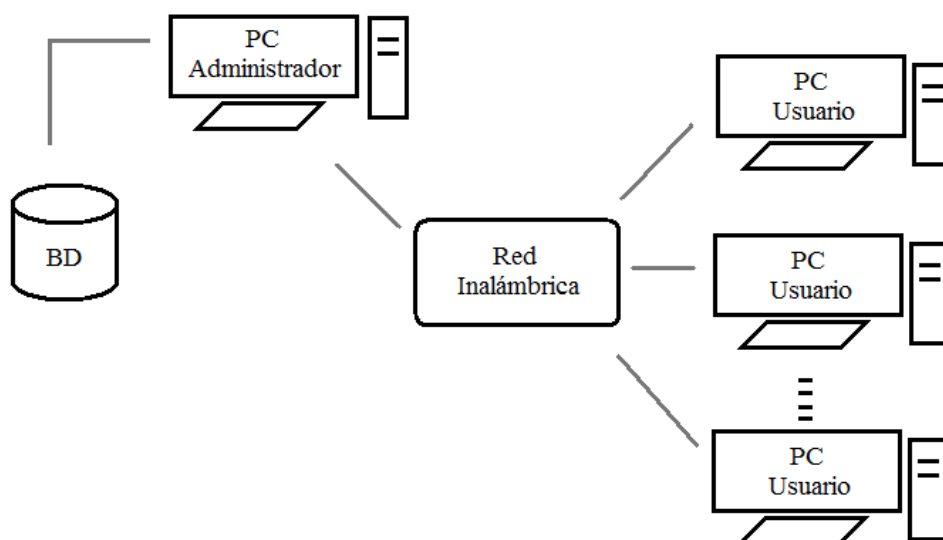 PC
Administrador
PC
Usuario
BD
Red
Inalámbrica
PC
Usuario
PC
Usuario